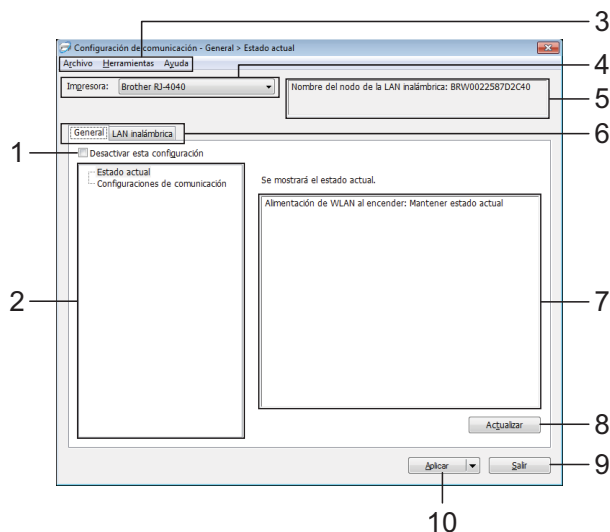 3
Configuración de comunicación - General > Estado actual
Archivo Herramientas Ayuda
4
Impresora: Brother RJ-4040
Nombre del nodo de la LAN inalámbrica: BRW0022587D2C40
5
General LAN inalámbrica
6
1
Desactivar esta configuración
Estado actual
Configuraciones de comunicación
Se mostrará el estado actual.
Alimentación de WLAN al encender: Mantener estado actual
2
7
Actualizar
8
Aplicar
Salir
9
10